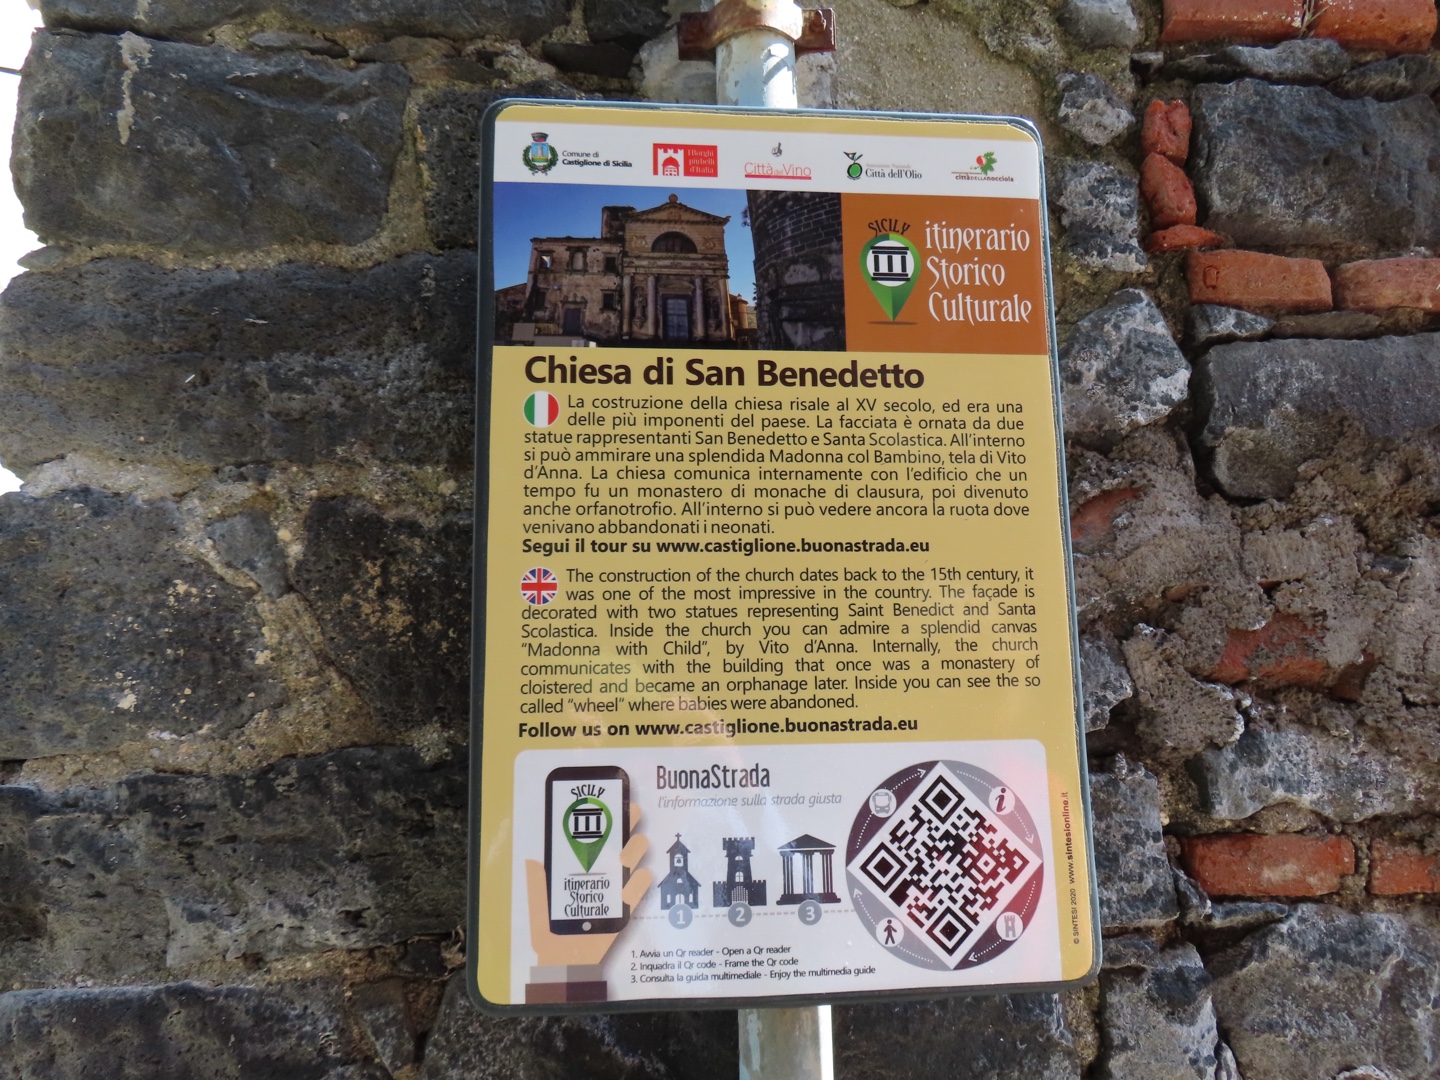 Comune di
Castiglione di Sicilia
I Borghi
più belli
d'Italia
Città del Vino
Città dell'Olio
cittàDELLAnocciola
SICILY
itinerario
Storico
Culturale
Chiesa di San Benedetto
La costruzione della chiesa risale al XV secolo, ed era una
delle più imponenti del paese. La facciata è ornata da due
statue rappresentanti San Benedetto e Santa Scolastica. All'interno
si può ammirare una splendida Madonna col Bambino, tela di Vito
d'Anna. La chiesa comunica internamente con l'edificio che un
tempo fu un monastero di monache di clausura, poi divenuto
anche orfanotrofio. All'interno si può vedere ancora la ruota dove
venivano abbandonati i neonati.
Segui il tour su www.castiglione.buonastrada.eu
The construction of the church dates back to the 15th century, it
was one of the most impressive in the country. The façade is
decorated with two statues representing Saint Benedict and Santa
Scolastica. Inside the church you can admire a splendid canvas
“Madonna with Child”, by Vito d’Anna. Internally, the church
communicates with the building that once was a monastery of
cloistered and became an orphanage later. Inside you can see the so
called “wheel” where babies were abandoned.
Follow us on www.castiglione.buonastrada.eu
BuonaStrada
l'informazione sulla strada giusta
SICILY
itinerario
Storico
Culturale
1 2 3
1. Avvia un Qr reader - Open a Qr reader
2. Inquadra il Qr code - Frame the Qr code
3. Consulta la guida multimediale - Enjoy the multimedia guide
i
© SINTESI 2020 www.sintesionline.it